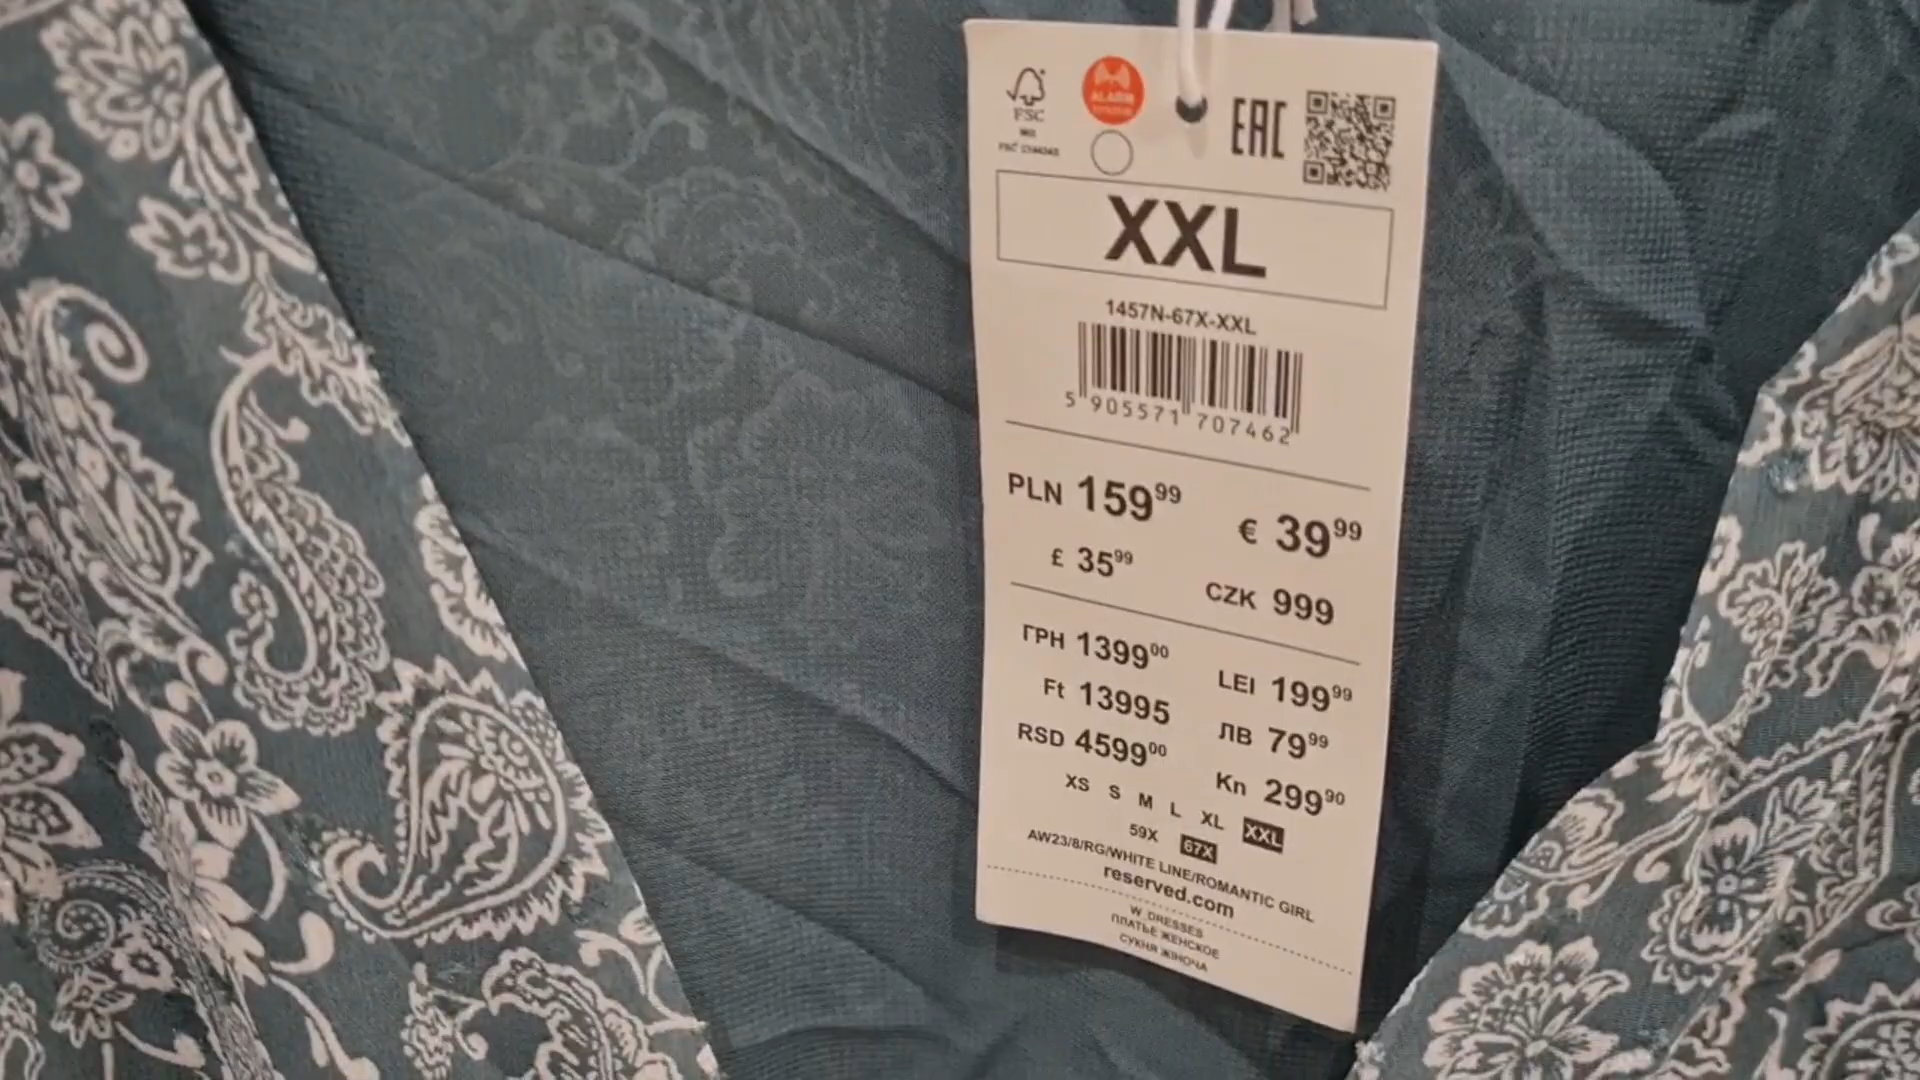 FSC
ALARM
EAC
XXL
1457N-67X-XXL
5 905571 707462
PLN 159 99
€ 39 99
£ 35 99
CZK 999
ГРН 1399 00
LEI 199 99
Ft 13995
ЛВ 79 99
RSD 4599 00
Kn 299 90
XS S M L XL XXL
59X 67X
AW23/8/RG/WHITE LINE/ROMANTIC GIRL
reserved.com
W_DRESSES
ПЛАТЬЕ ЖЕНСКОЕ
СУКНЯ ЖІНОЧА